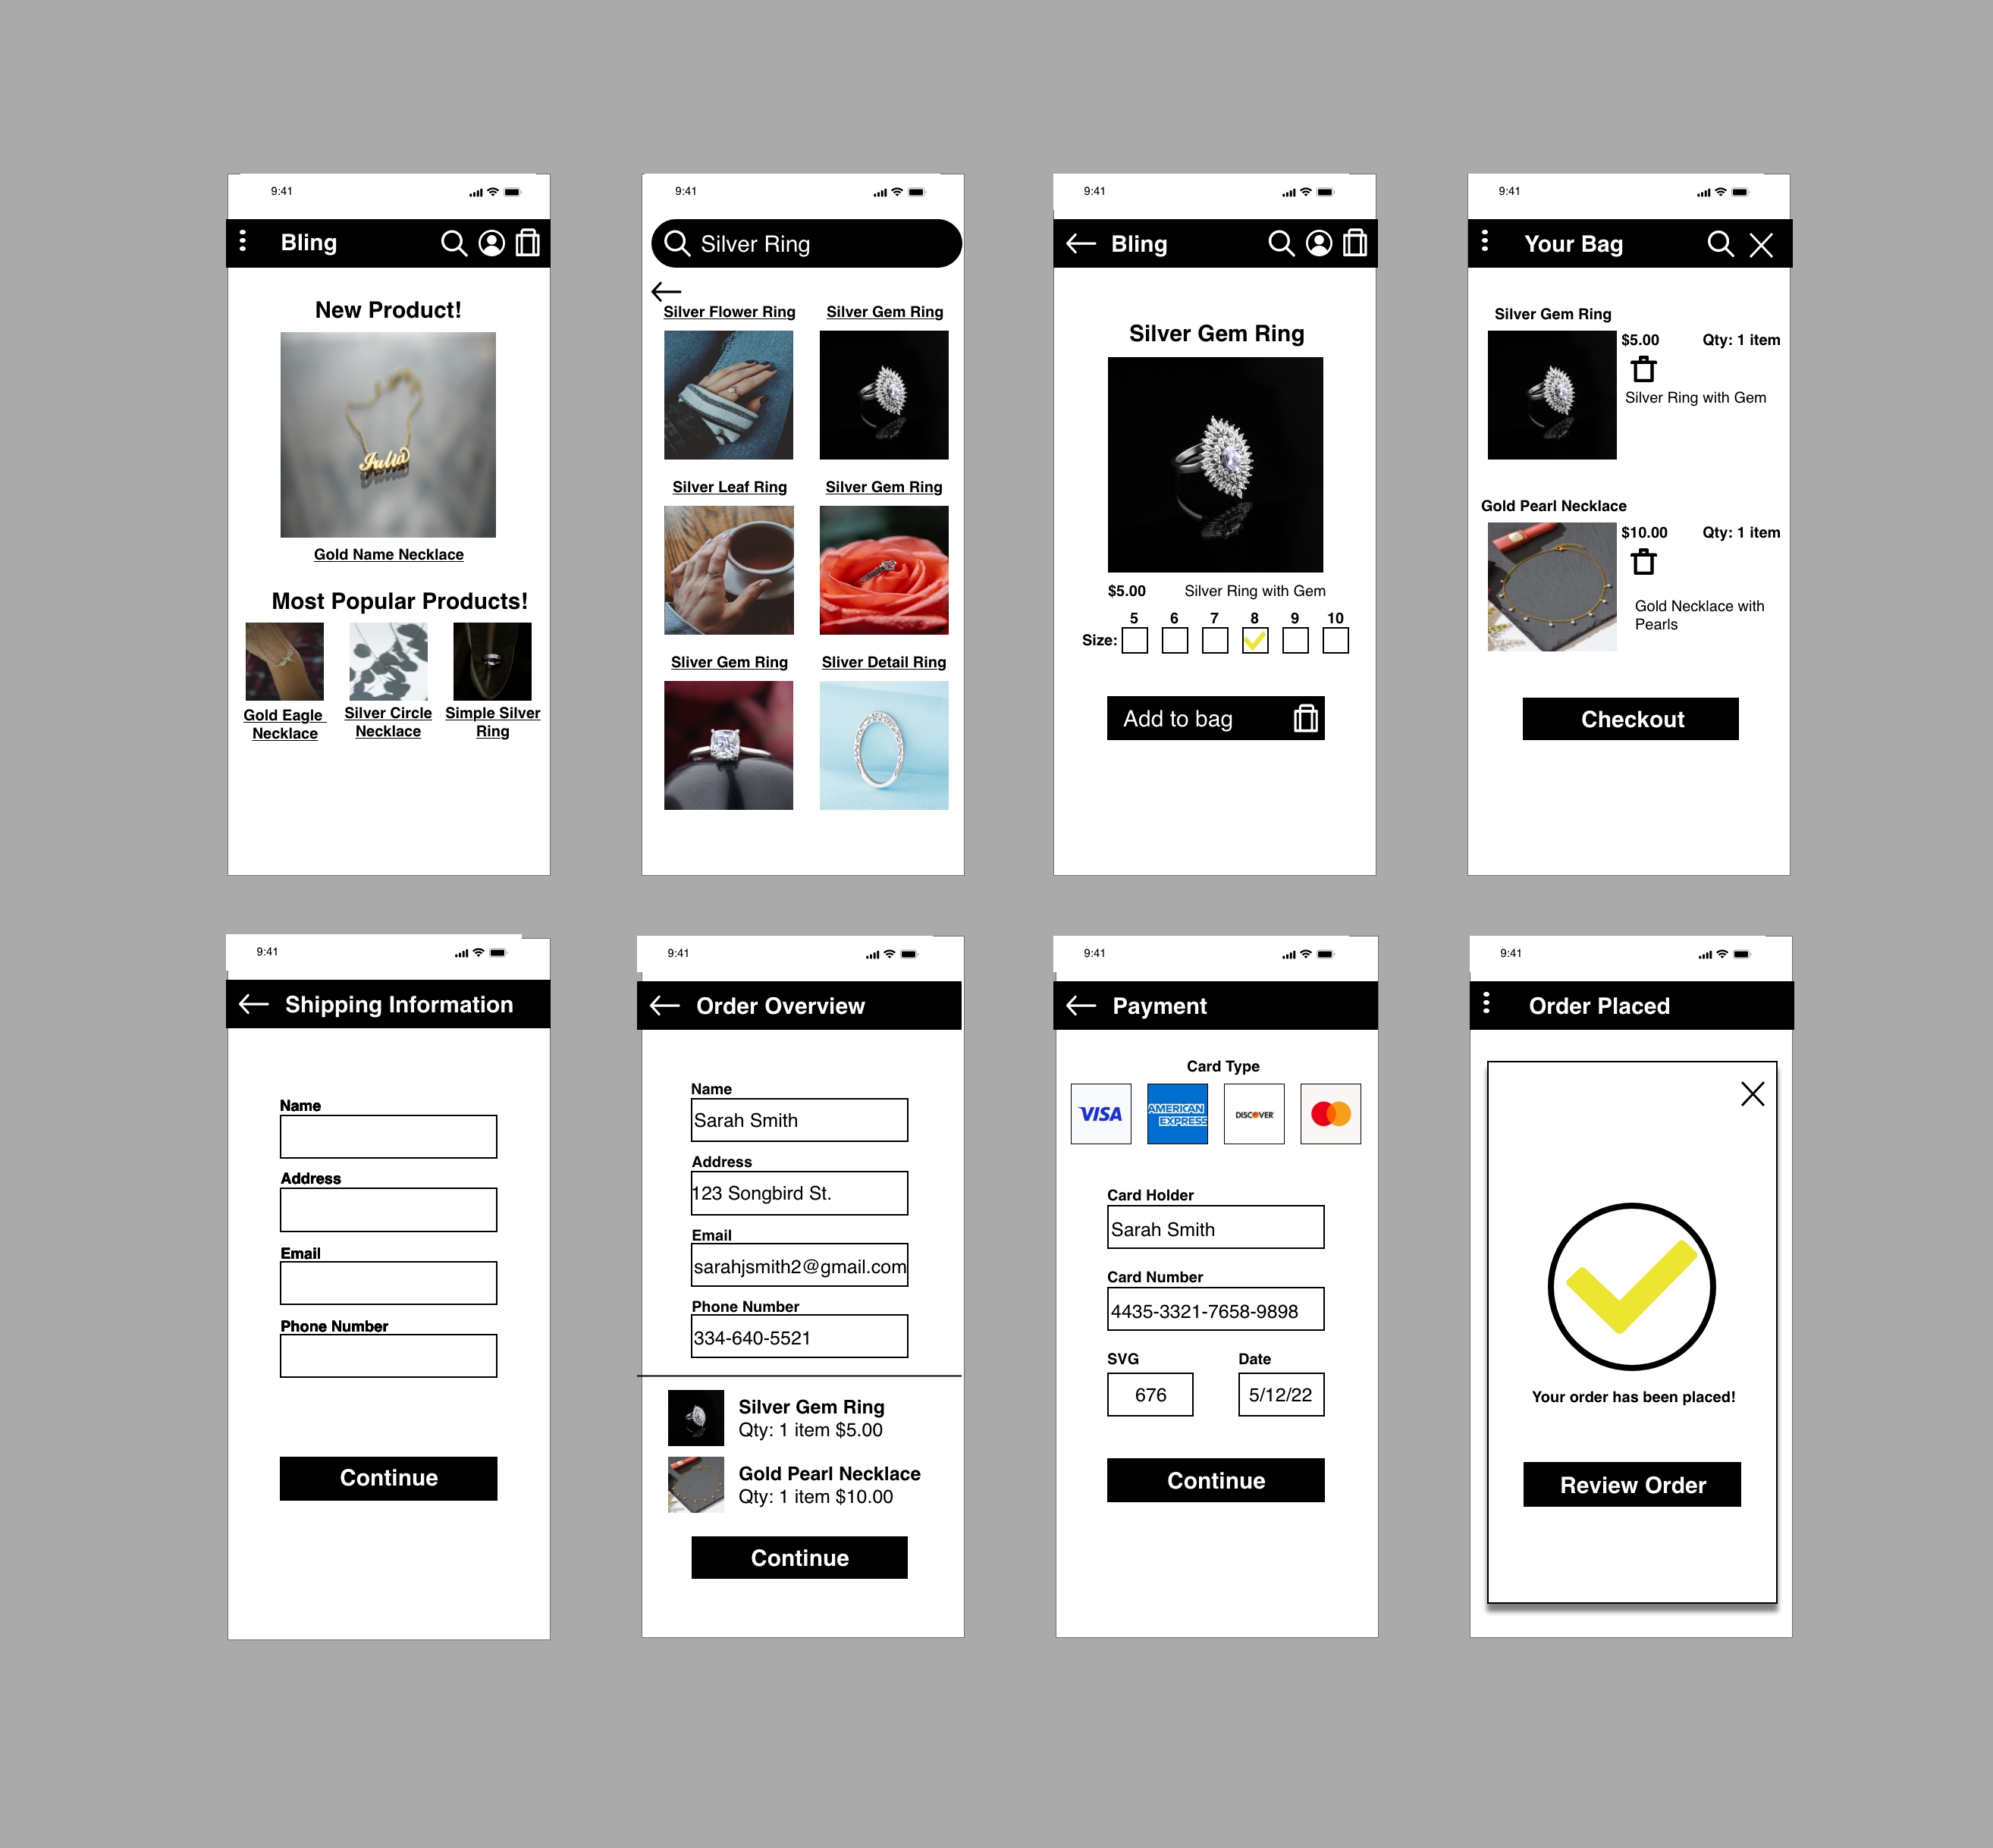 9:41
Bling
New Product!
Julia
Gold Name Necklace
Most Popular Products!
Gold Eagle
Necklace
Silver Circle
Necklace
Simple Silver
Ring
9:41
Silver Ring
Silver Flower Ring
Silver Gem Ring
Silver Leaf Ring
Silver Gem Ring
Sliver Gem Ring
Sliver Detail Ring
9:41
Bling
Silver Gem Ring
$5.00 Silver Ring with Gem
5 6 7 8 9 10
Size:
Add to bag
9:41
Your Bag
Silver Gem Ring
$5.00 Qty: 1 item
Silver Ring with Gem
Gold Pearl Necklace
$10.00 Qty: 1 item
Gold Necklace with
Pearls
Checkout
9:41
Shipping Information
Name
Address
Email
Phone Number
Continue
9:41
Order Overview
Name
Sarah Smith
Address
123 Songbird St.
Email
sarahjsmith2@gmail.com
Phone Number
334-640-5521
Silver Gem Ring
Qty: 1 item $5.00
Gold Pearl Necklace
Qty: 1 item $10.00
Continue
9:41
Payment
Card Type
VISA
AMERICAN
EXPRESS
DISCOVER
Card Holder
Sarah Smith
Card Number
4435-3321-7658-9898
SVG Date
676 5/12/22
Continue
9:41
Order Placed
Your order has been placed!
Review Order